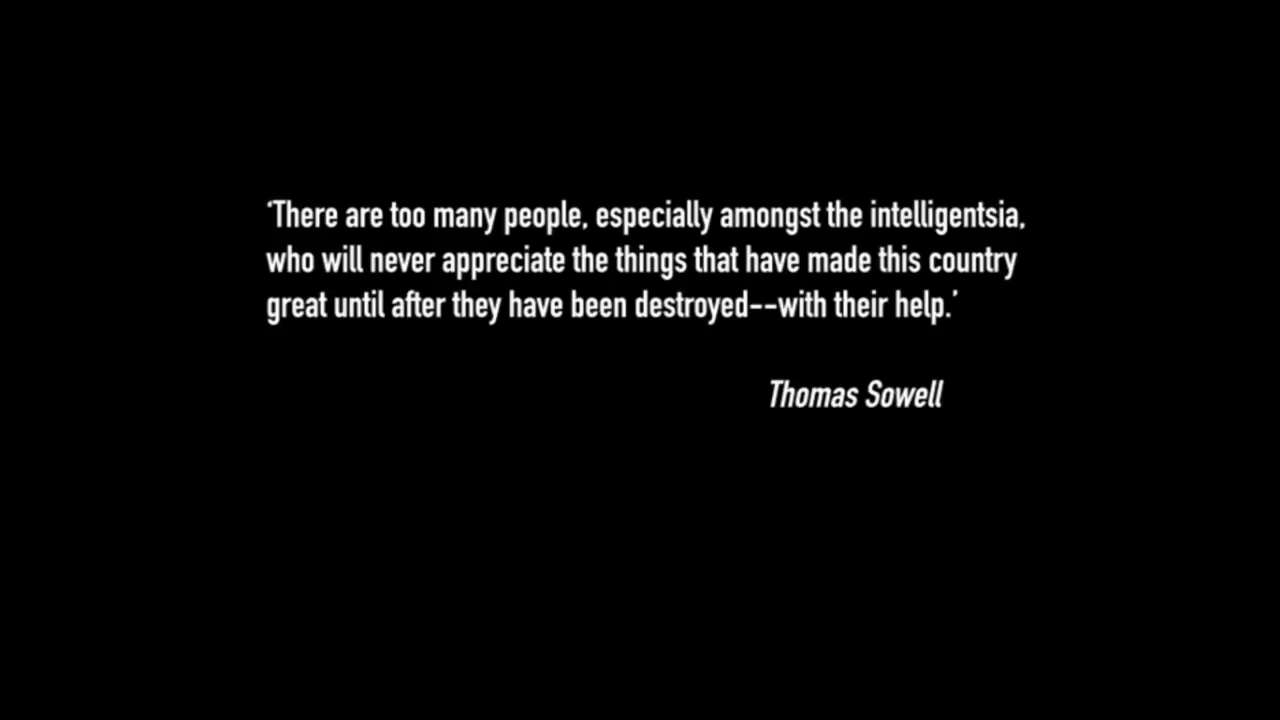 ‘There are too many people, especially amongst the intelligentsia,
who will never appreciate the things that have made this country
great until after they have been destroyed--with their help.’
Thomas Sowell